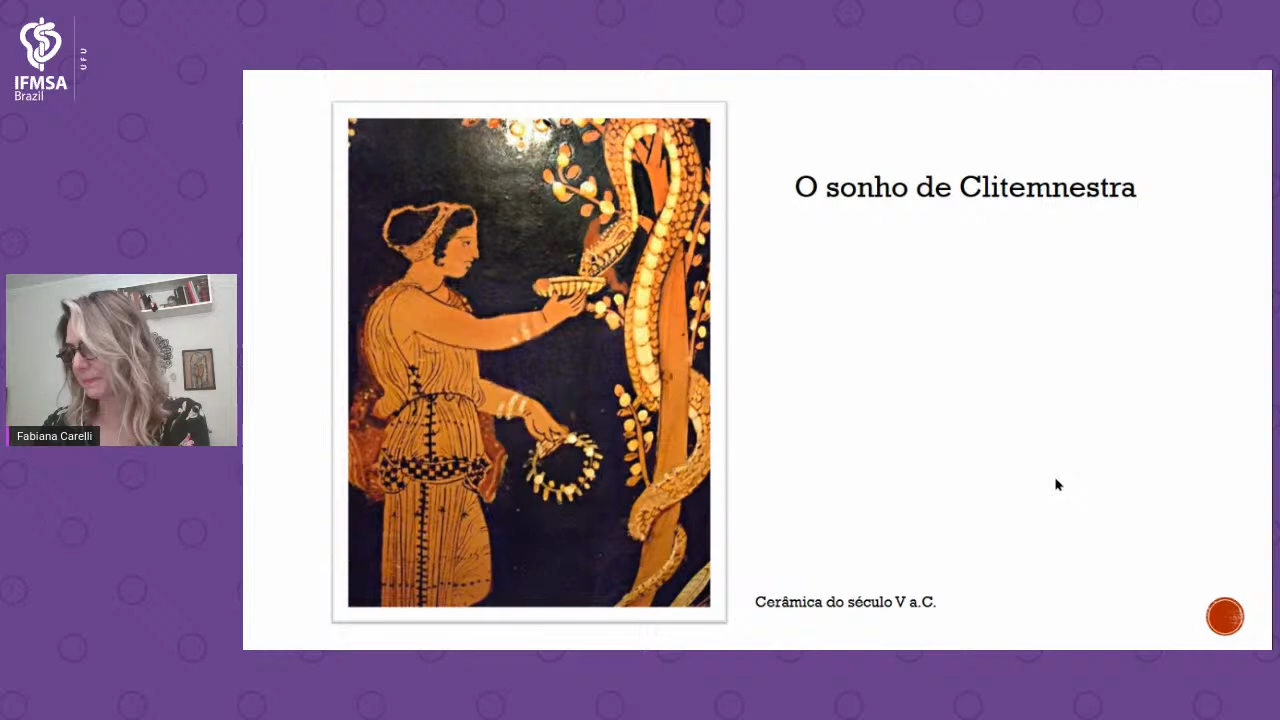 IFMSA
Brazil
UFU
O sonho de Clitemnestra
Fabiana Carelli
Cerâmica do século V a.C.